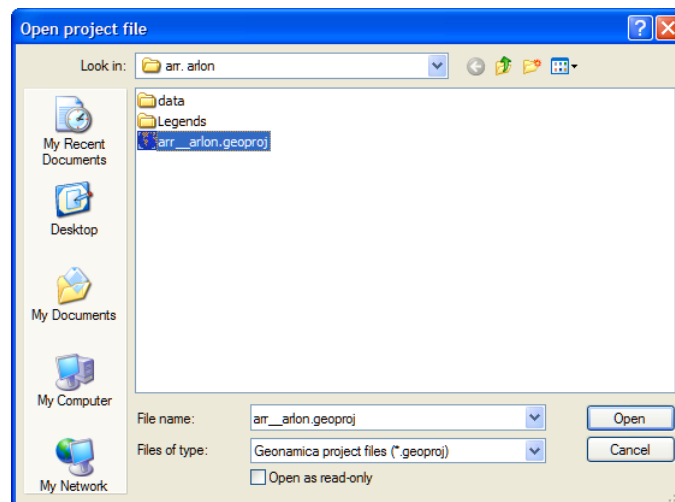 Open project file
Look in:
arr. arlon
My Recent
Documents
Desktop
My Documents
My Computer
My Network
data
Legends
arr__arlon.geoproj
File name:
arr__arlon.geoproj
Open
Files of type:
Geonamica project files (*.geoproj)
Cancel
Open as read-only